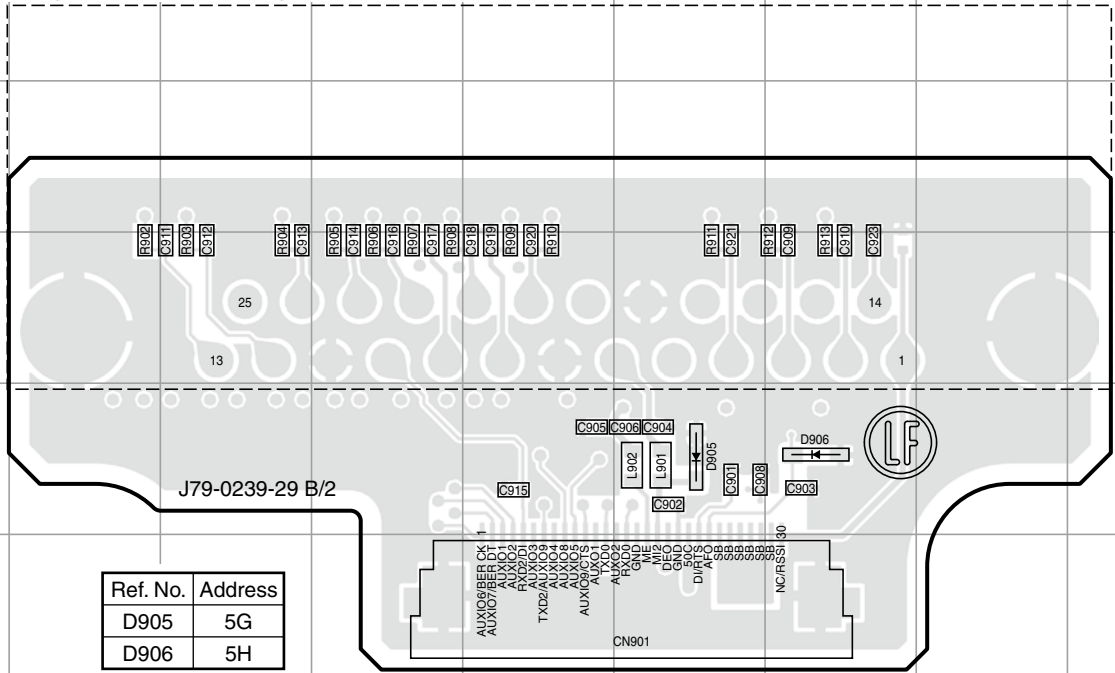 R902 C911 R903 C912 R904 C913 R905 C914 R906 C916 R907 C917 R908 C918 C919 R909 C920 R910 R911 C921 R912 C909 R913 C910 C923
25 14
13 1
C905 C906 C904
D905
D906
L902 L901
C901 C908
C903
C902
C915
LF
J79-0239-29 B/2
1
AUXIO6/BER CK
AUXIO7/BER DT
AUXIO1
AUXIO2
RXD2/DI
AUXIO3
TXD2/AUXIO9
AUXIO4
AUXIO8
AUXIO5
AUXIO9/CTS
AUXO1
TXD0
AUXO2
RXD0
GND
ME
MI2
DEO
GND
50C
DI/RTS
AFO
SB
SB
SB
SB
SB
SB
NC/RSSI
30
CN901
Ref. No. Address
D905 5G
D906 5H